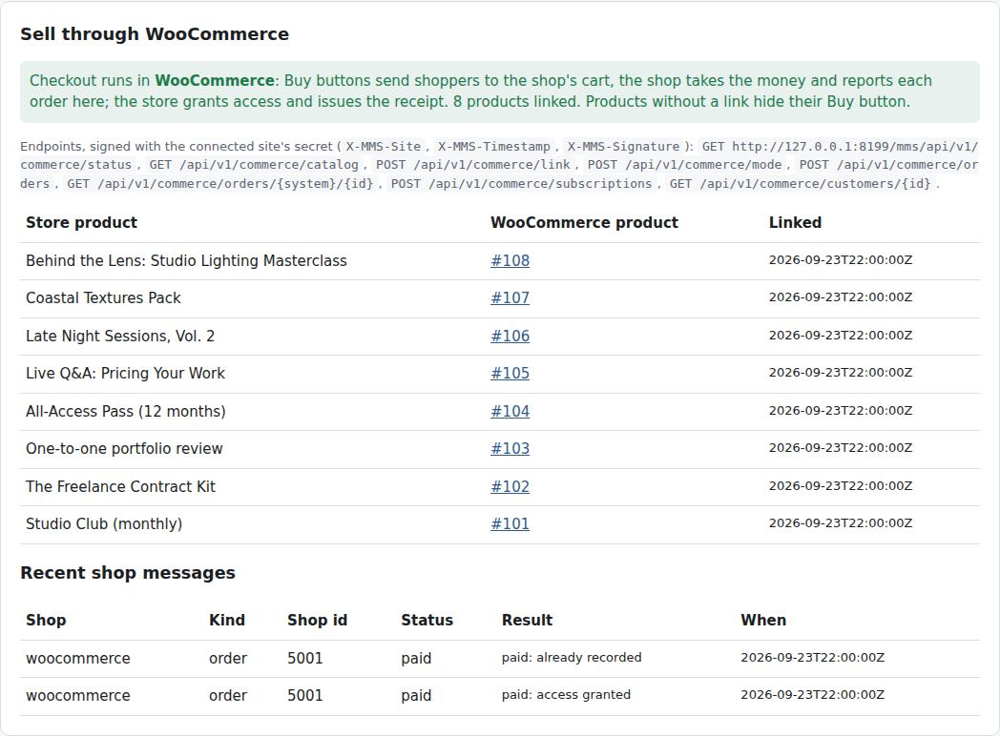 Sell through WooCommerce
Checkout runs in WooCommerce: Buy buttons send shoppers to the shop's cart, the shop takes the money and reports each
order here; the store grants access and issues the receipt. 8 products linked. Products without a link hide their Buy button.
Endpoints, signed with the connected site's secret ( X-MMS-Site , X-MMS-Timestamp , X-MMS-Signature ): GET http://127.0.0.1:8199/mms/api/v1/
commerce/status , GET /api/v1/commerce/catalog , POST /api/v1/commerce/link , POST /api/v1/commerce/mode , POST /api/v1/commerce/or
ders , GET /api/v1/commerce/orders/{system}/{id} , POST /api/v1/commerce/subscriptions , GET /api/v1/commerce/customers/{id} .
Store product WooCommerce product Linked
Behind the Lens: Studio Lighting Masterclass #108 2026-09-23T22:00:00Z
Coastal Textures Pack #107 2026-09-23T22:00:00Z
Late Night Sessions, Vol. 2 #106 2026-09-23T22:00:00Z
Live Q&A: Pricing Your Work #105 2026-09-23T22:00:00Z
All-Access Pass (12 months) #104 2026-09-23T22:00:00Z
One-to-one portfolio review #103 2026-09-23T22:00:00Z
The Freelance Contract Kit #102 2026-09-23T22:00:00Z
Studio Club (monthly) #101 2026-09-23T22:00:00Z
Recent shop messages
Shop Kind Shop id Status Result When
woocommerce order 5001 paid paid: already recorded 2026-09-23T22:00:00Z
woocommerce order 5001 paid paid: access granted 2026-09-23T22:00:00Z